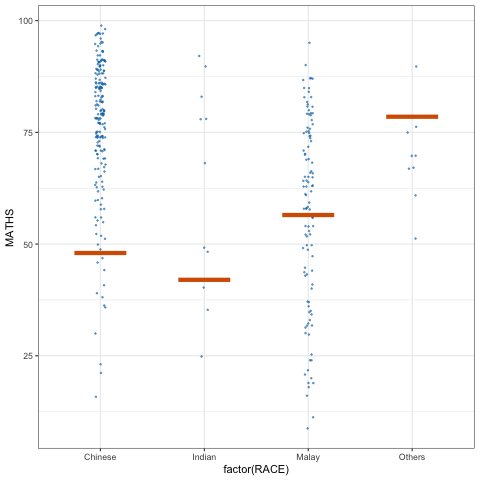 100
75
50
25
MATHS
Chinese
Indian
Malay
Others
factor(RACE)